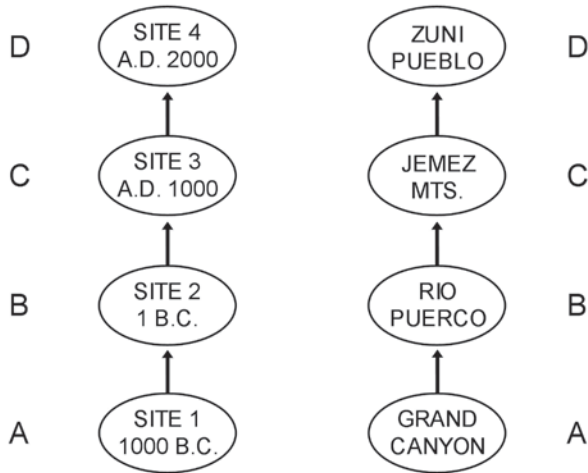 D
SITE 4
A.D. 2000
ZUNI
PUEBLO
D
C
SITE 3
A.D. 1000
JEMEZ
MTS.
C
B
SITE 2
1 B.C.
RIO
PUERCO
B
A
SITE 1
1000 B.C.
GRAND
CANYON
A